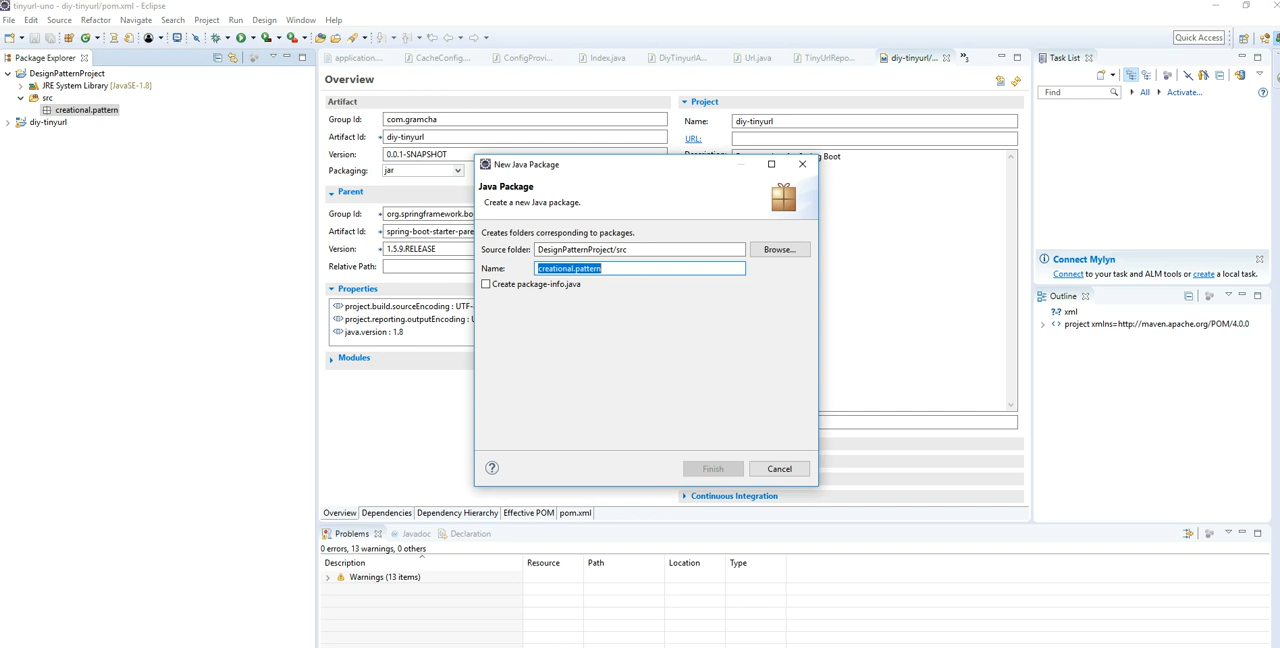 tinyurl-uno - diy-tinyurl/pom.xml - Eclipse
File Edit Source Refactor Navigate Search Project Run Design Window Help
Quick Access
Package Explorer
DesignPatternProject
JRE System Library [JavaSE-1.8]
src
creational.pattern
diy-tinyurl
application....
CacheConfig....
ConfigProvi...
Index.java
DiyTinyurlA...
Url.java
TinyUrlRepo...
diy-tinyurl/...
»3
Overview
Artifact
Group Id: com.gramcha
Artifact Id: * diy-tinyurl
Version: 0.0.1-SNAPSHOT
Packaging: jar
Parent
Group Id: * org.springframework.bo
Artifact Id: * spring-boot-starter-pare
Version: * 1.5.9.RELEASE
Relative Path:
Properties
project.build.sourceEncoding : UTF-
project.reporting.outputEncoding :
java.version : 1.8
Modules
Project
Name: diy-tinyurl
URL:
Boot
Continuous Integration
New Java Package
Java Package
Create a new Java package.
Creates folders corresponding to packages.
Source folder: DesignPatternProject/src Browse...
Name: creational.pattern
Create package-info.java
?
Finish Cancel
Overview Dependencies Dependency Hierarchy Effective POM pom.xml
Problems Javadoc Declaration
0 errors, 13 warnings, 0 others
Description Resource Path Location Type
Warnings (13 items)
Task List
Find All Activate...
Connect Mylyn
Connect to your task and ALM tools or create a local task.
Outline
?-? xml
project xmlns=http://maven.apache.org/POM/4.0.0